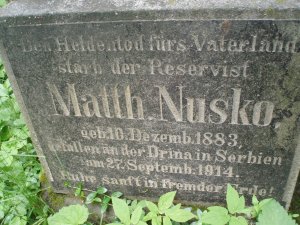 Den Heldentod fürs Vaterland
starb der Reservist
Matth. Nusko,
geb. 10. Dezemb. 1883,
gefallen an der Drina in Serbien
am 27. Septemb. 1914.
Ruhe sanft in fremder Erde!